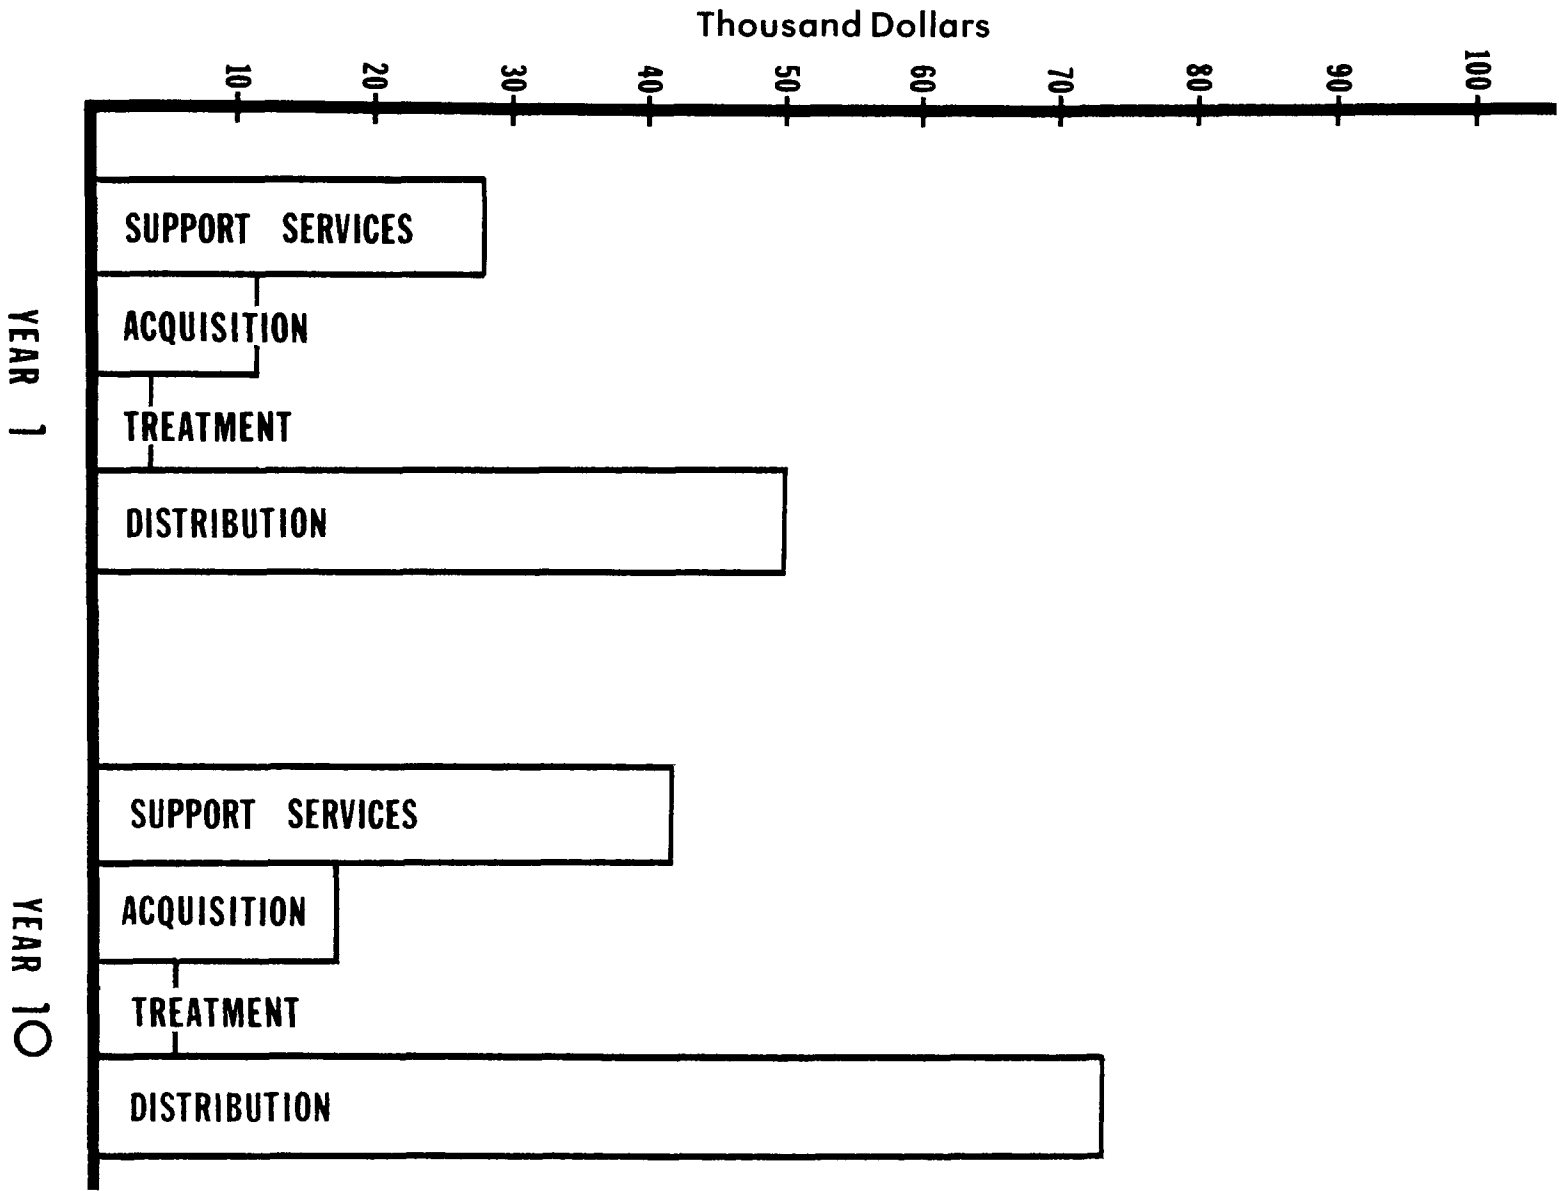 Thousand Dollars
10 20 30 40 50 60 70 80 90 100
YEAR 1
SUPPORT SERVICES
ACQUISITION
TREATMENT
DISTRIBUTION
YEAR 10
SUPPORT SERVICES
ACQUISITION
TREATMENT
DISTRIBUTION